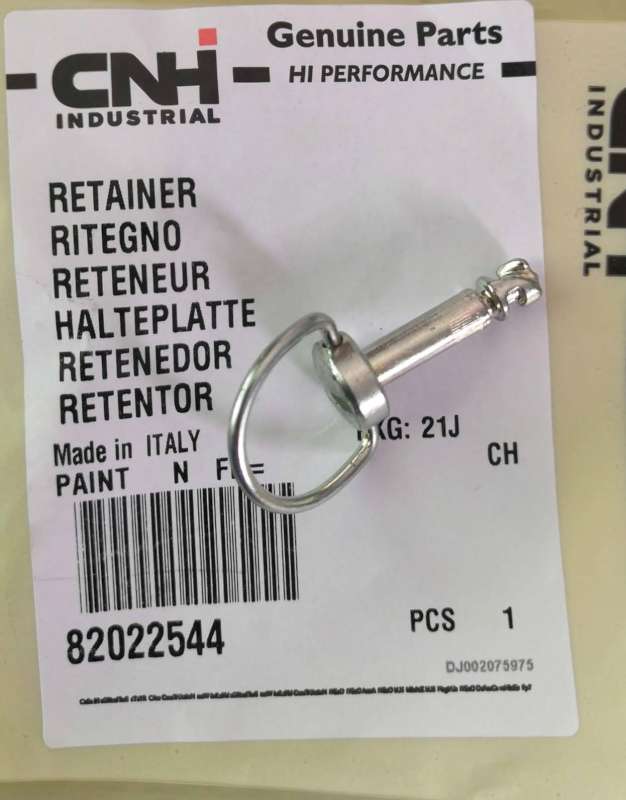 CNH
INDUSTRIAL
Genuine Parts
HI PERFORMANCE
RETAINER
RITEGNO
RETENEUR
HALTEPLATTE
RETENEDOR
RETENTOR
Made in ITALY
KG: 21J
CH
PAINT N
82022544
PCS 1
DJ002075975
INDUSTRIAL